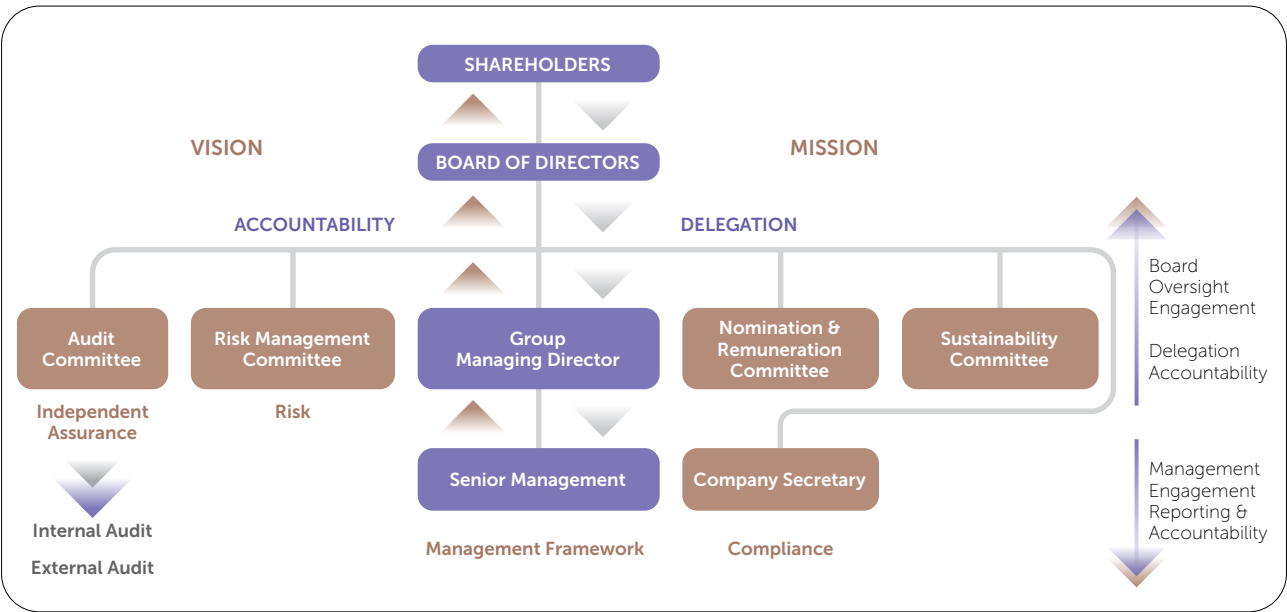 SHAREHOLDERS
VISION
MISSION
BOARD OF DIRECTORS
ACCOUNTABILITY
DELEGATION
Audit
Committee
Risk Management
Committee
Group
Managing Director
Nomination &
Remuneration
Committee
Sustainability
Committee
Independent
Assurance
Risk
Senior Management
Company Secretary
Internal Audit
External Audit
Management Framework
Compliance
Board
Oversight
Engagement
Delegation
Accountability
Management
Engagement
Reporting &
Accountability